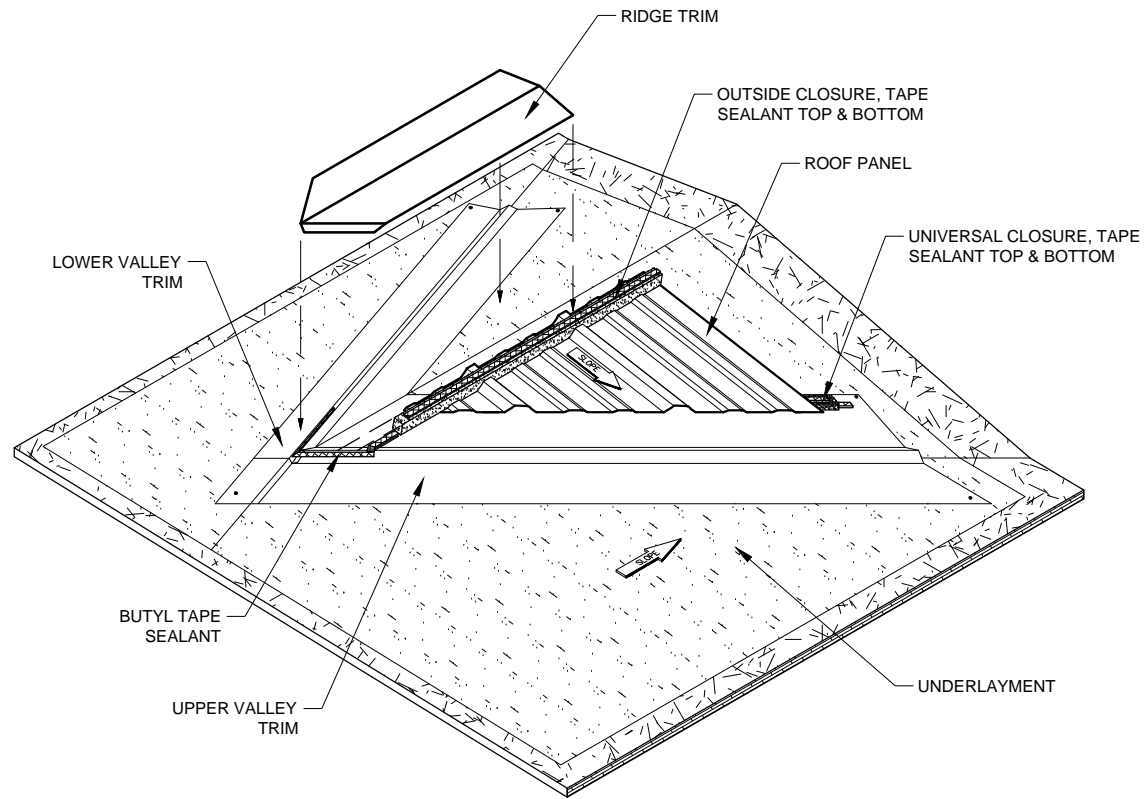 RIDGE TRIM
OUTSIDE CLOSURE, TAPE
SEALANT TOP & BOTTOM
ROOF PANEL
UNIVERSAL CLOSURE, TAPE
SEALANT TOP & BOTTOM
LOWER VALLEY
TRIM
SLOPE
SLOPE
BUTYL TAPE
SEALANT
UPPER VALLEY
TRIM
UNDERLAYMENT